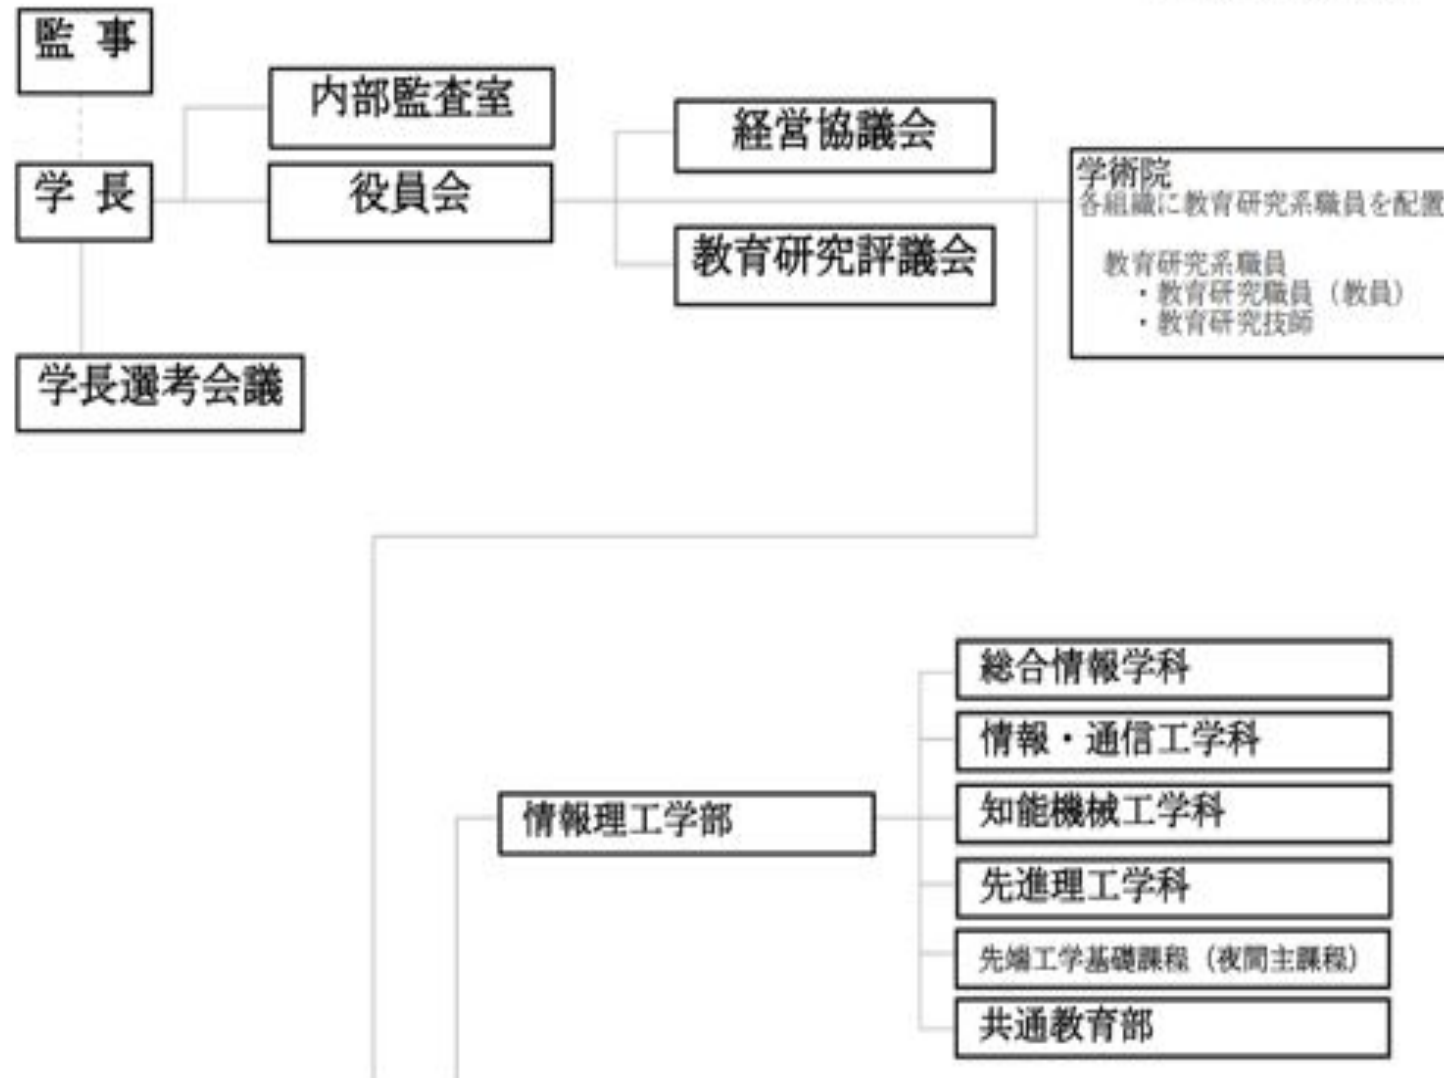 監 事
内部監査室
経営協議会
学 長
役員会
学術院
各組織に教育研究系職員を配置
教育研究評議会
教育研究系職員
・教育研究職員（教員）
・教育研究技師
学長選考会議
総合情報学科
情報・通信工学科
情報理工学部
知能機械工学科
先進理工学科
先端工学基礎課程（夜間主課程）
共通教育部